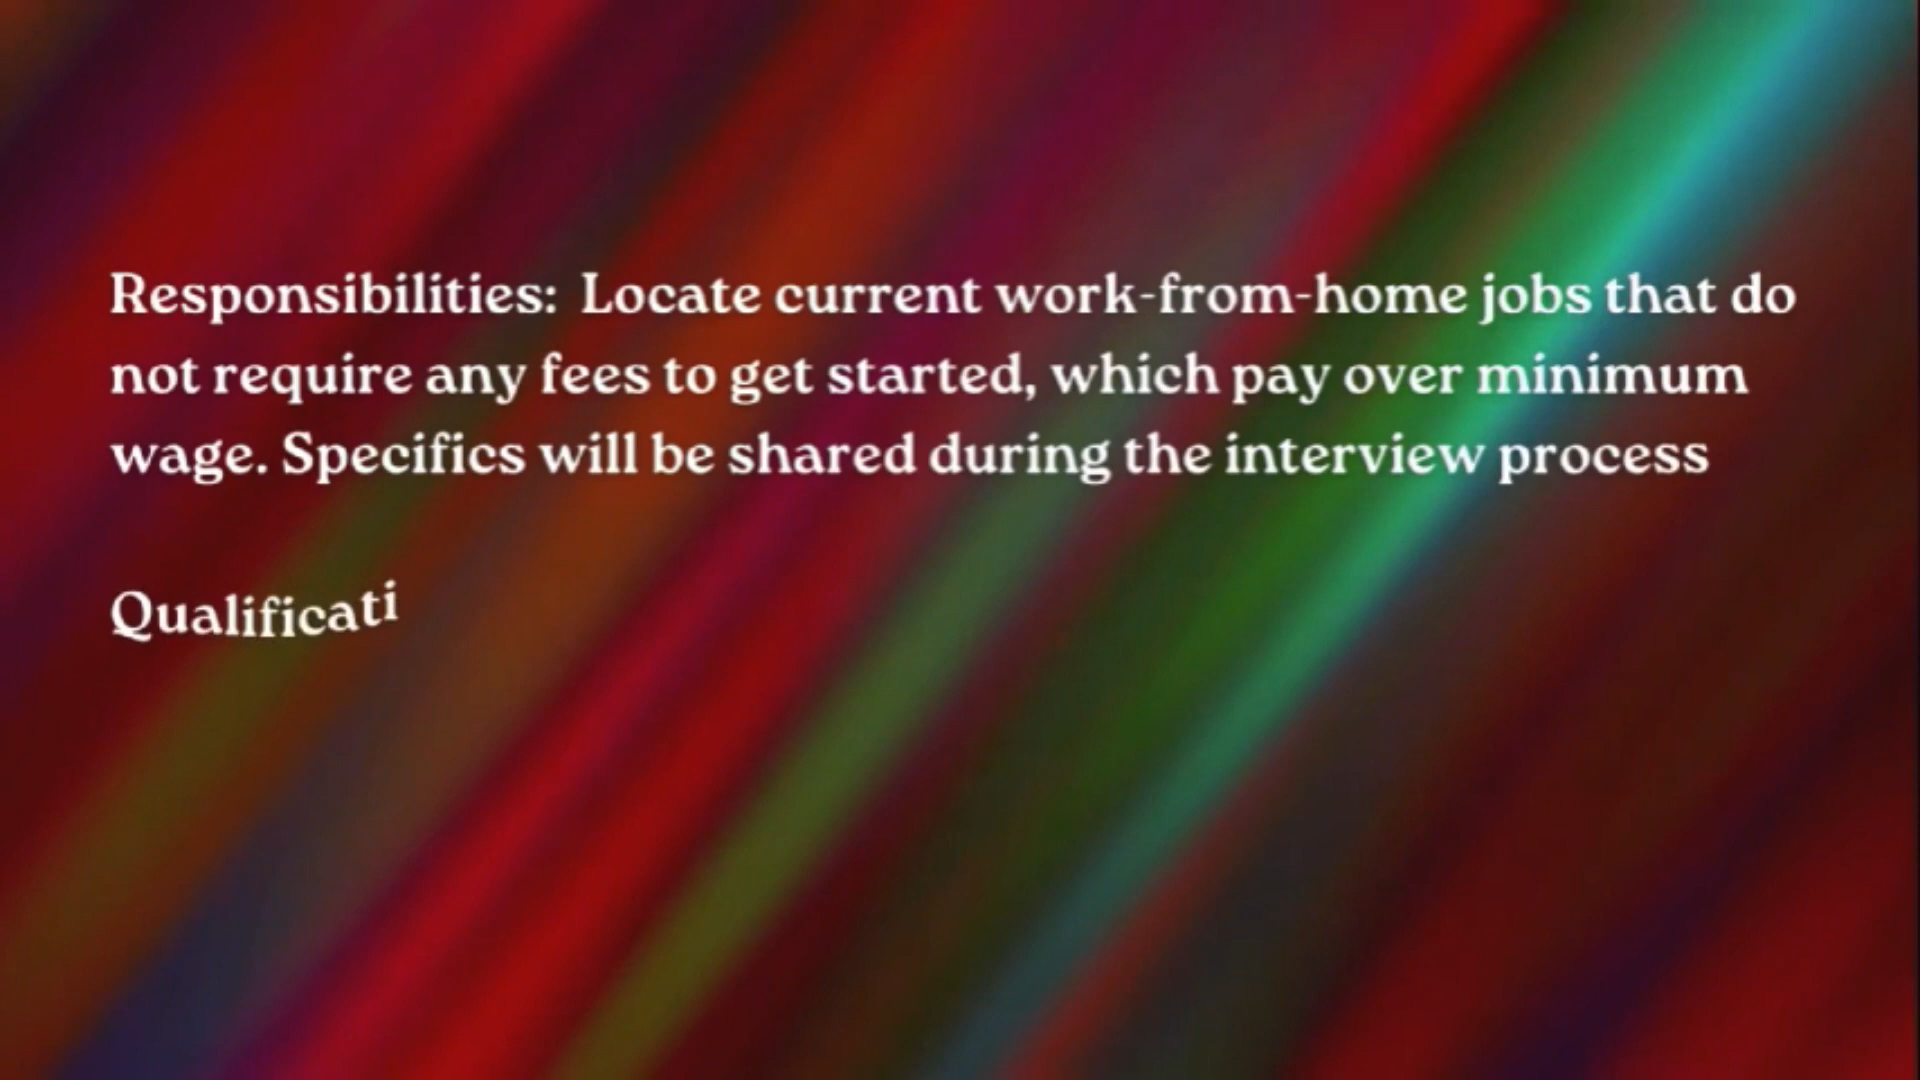 Responsibilities: Locate current work-from-home jobs that do
not require any fees to get started, which pay over minimum
wage. Specifics will be shared during the interview process
Qualificati